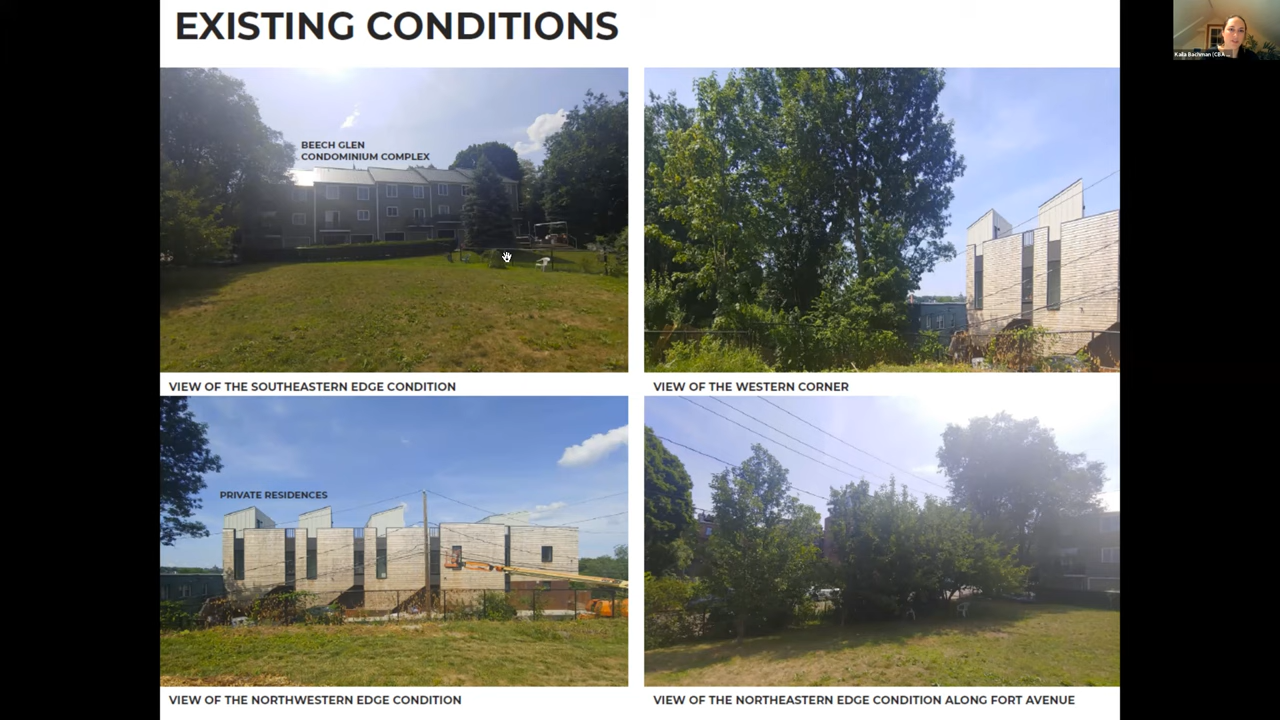 EXISTING CONDITIONS
BEECH GLEN
CONDOMINIUM COMPLEX
VIEW OF THE SOUTHEASTERN EDGE CONDITION
VIEW OF THE WESTERN CORNER
PRIVATE RESIDENCES
VIEW OF THE NORTHWESTERN EDGE CONDITION
VIEW OF THE NORTHEASTERN EDGE CONDITION ALONG FORT AVENUE
Bachman